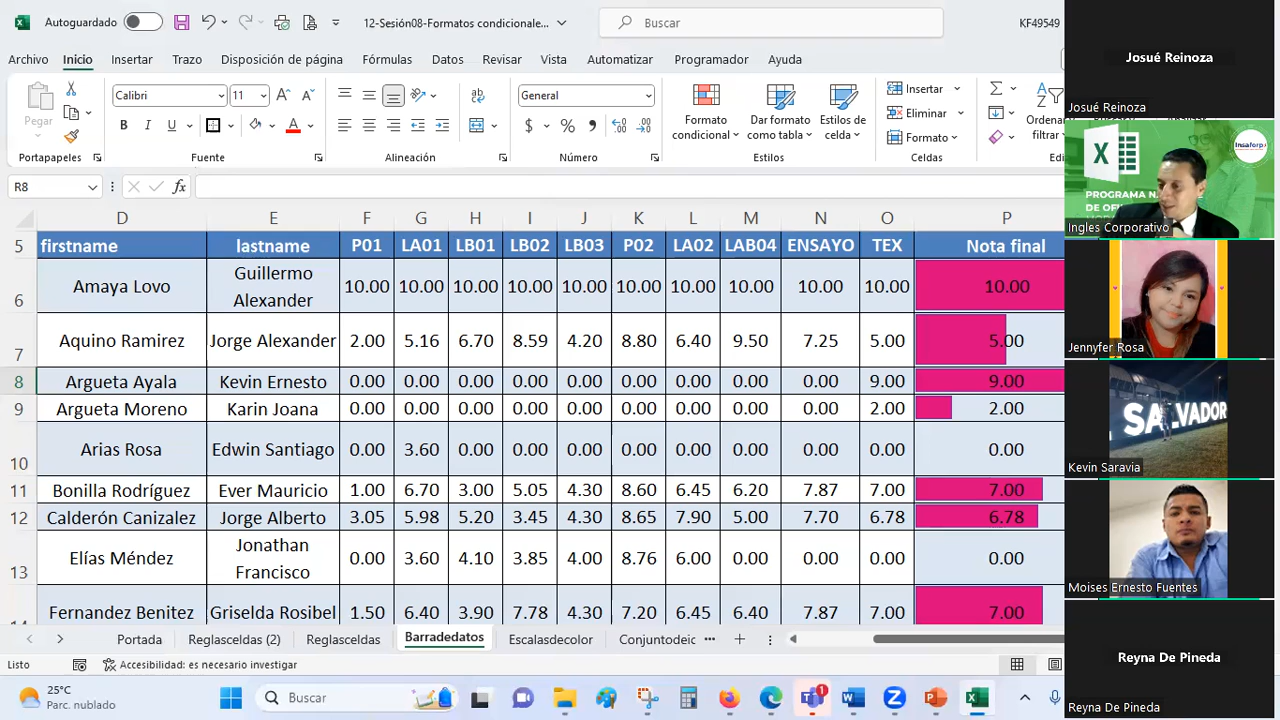 Autoguardado 12-Sesión08-Formatos condicionale... Buscar KF49549
Archivo Inicio Insertar Trazo Disposición de página Fórmulas Datos Revisar Vista Automatizar Programador Ayuda
Pegar Calibri 11 General Formato condicional Dar formato como tabla Estilos de celda Insertar Eliminar Formato Ordenar filtrar
Portapapeles Fuente Alineación Número Estilos Celdas
R8
D E F G H I J K L M N O P
5 firstname lastname P01 LA01 LB01 LB02 LB03 P02 LA02 LAB04 ENSAYO TEX Nota final
6 Amaya Lovo Guillermo Alexander 10.00 10.00 10.00 10.00 10.00 10.00 10.00 10.00 10.00 10.00 10.00
7 Aquino Ramirez Jorge Alexander 2.00 5.16 6.70 8.59 4.20 8.80 6.40 9.50 7.25 5.00 5.00
8 Argueta Ayala Kevin Ernesto 0.00 0.00 0.00 0.00 0.00 0.00 0.00 0.00 0.00 9.00 9.00
9 Argueta Moreno Karin Joana 0.00 0.00 0.00 0.00 0.00 0.00 0.00 0.00 0.00 2.00 2.00
10 Arias Rosa Edwin Santiago 0.00 3.60 0.00 0.00 0.00 0.00 0.00 0.00 0.00 0.00 0.00
11 Bonilla Rodríguez Ever Mauricio 1.00 6.70 3.00 5.05 4.30 8.60 6.45 6.20 7.87 7.00 7.00
12 Calderón Canizalez Jorge Alberto 3.05 5.98 5.20 3.45 4.30 8.65 7.90 5.00 7.70 6.78 6.78
13 Elías Méndez Jonathan Francisco 0.00 3.60 4.10 3.85 4.00 8.76 6.00 0.00 0.00 0.00 0.00
Fernandez Benitez Griselda Rosibel 1.50 6.40 3.90 7.78 4.30 7.20 6.45 6.40 7.87 7.00 7.00
Portada Reglasceldas (2) Reglasceldas Barradedatos Escalasdecolor Conjuntodeic ...
Listo Accesibilidad: es necesario investigar
25°C
Parc. nublado
Buscar
1
Josué Reinoza
Josué Reinoza
Insaforp
PROGRAMA N
DE OFI
Ingles Corporativo
Jennyfer Rosa
SALVADOR
Kevin Saravia
Moises Ernesto Fuentes
Reyna De Pineda
Reyna De Pineda